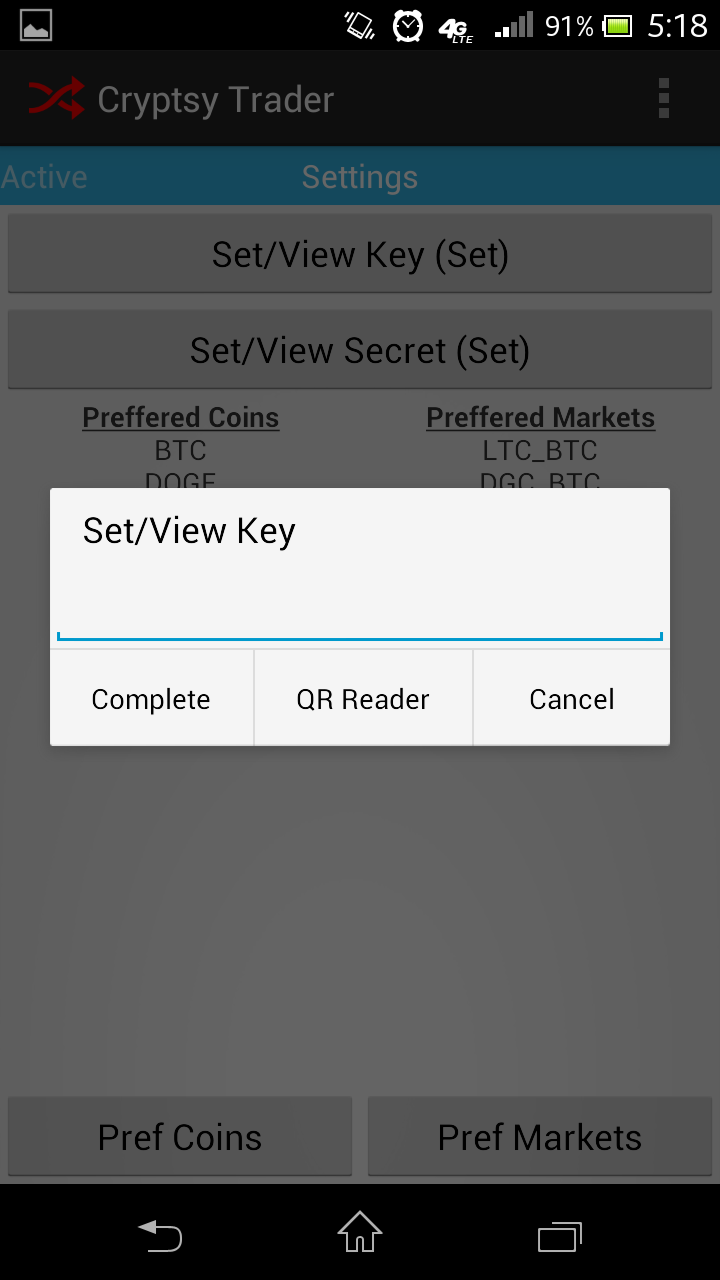 4G LTE 91% 5:18
Cryptsy Trader
Active Settings
Set/View Key (Set)
Set/View Secret (Set)
Preffered Coins Preffered Markets
BTC LTC_BTC
DOGE DGC_BTC
Set/View Key
Complete QR Reader Cancel
Pref Coins Pref Markets